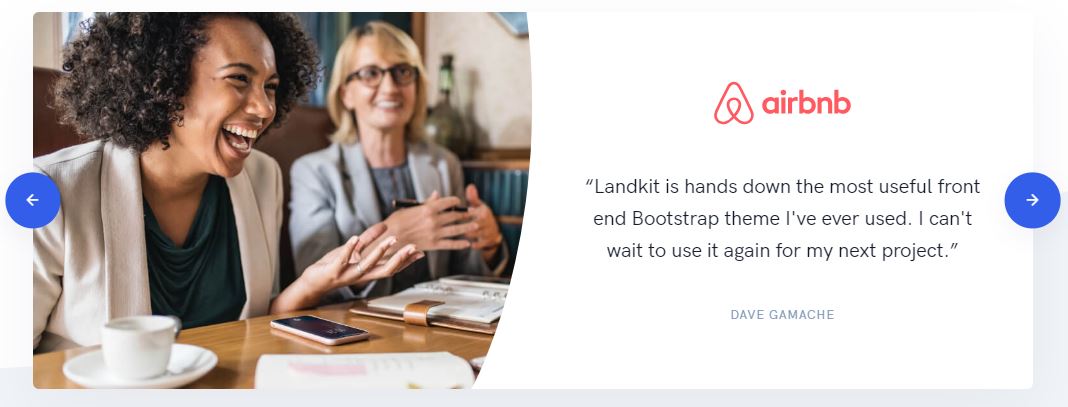 airbnb
“Landkit is hands down the most useful front
end Bootstrap theme I've ever used. I can't
wait to use it again for my next project.”
DAVE GAMACHE